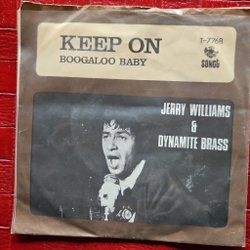 KEEP ON
BOOGALOO BABY
T-7768
SONET
JERRY WILLIAMS
&
DYNAMITE BRASS